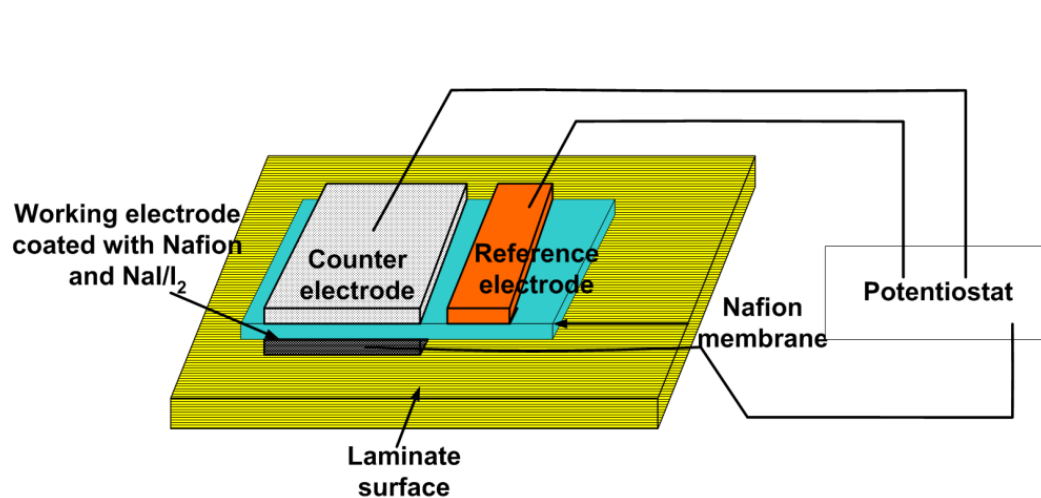 Working electrode
coated with Nafion
and NaI/I₂
Counter
electrode
Reference
electrode
Nafion
membrane
Potentiostat
Laminate
surface